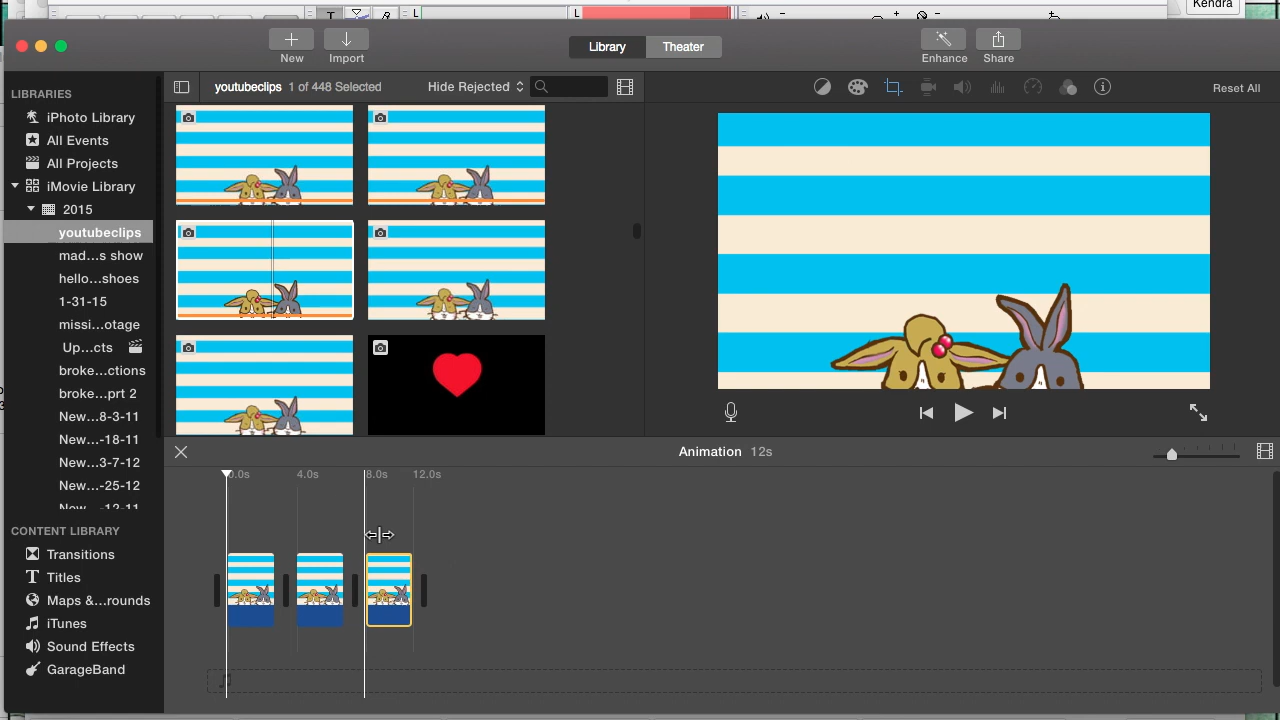 Kendra
L L
New Import Library Theater Enhance Share
LIBRARIES
iPhoto Library
All Events
All Projects
iMovie Library
2015
youtubeclips
mad...s show
hello...shoes
1-31-15
missi...otage
Up...cts
broke...ctions
broke...prt 2
New...8-3-11
New...-18-11
New...3-7-12
New...-25-12
New...-12-11
CONTENT LIBRARY
Transitions
T Titles
Maps &...rounds
iTunes
Sound Effects
GarageBand
youtubeclips 1 of 448 Selected Hide Rejected
Reset All
Animation 12s
0.0s 4.0s 8.0s 12.0s